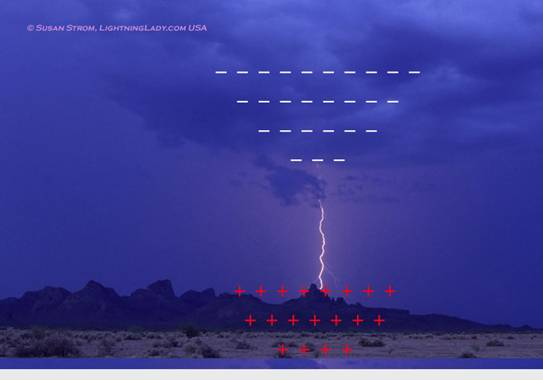 © Susan Strom, LightningLady.com USA
− − − − − − − − − −
− − − − − − − −
− − − − − −
− − −
+ + + + + + + +
+ + + + + + +
+ + + +